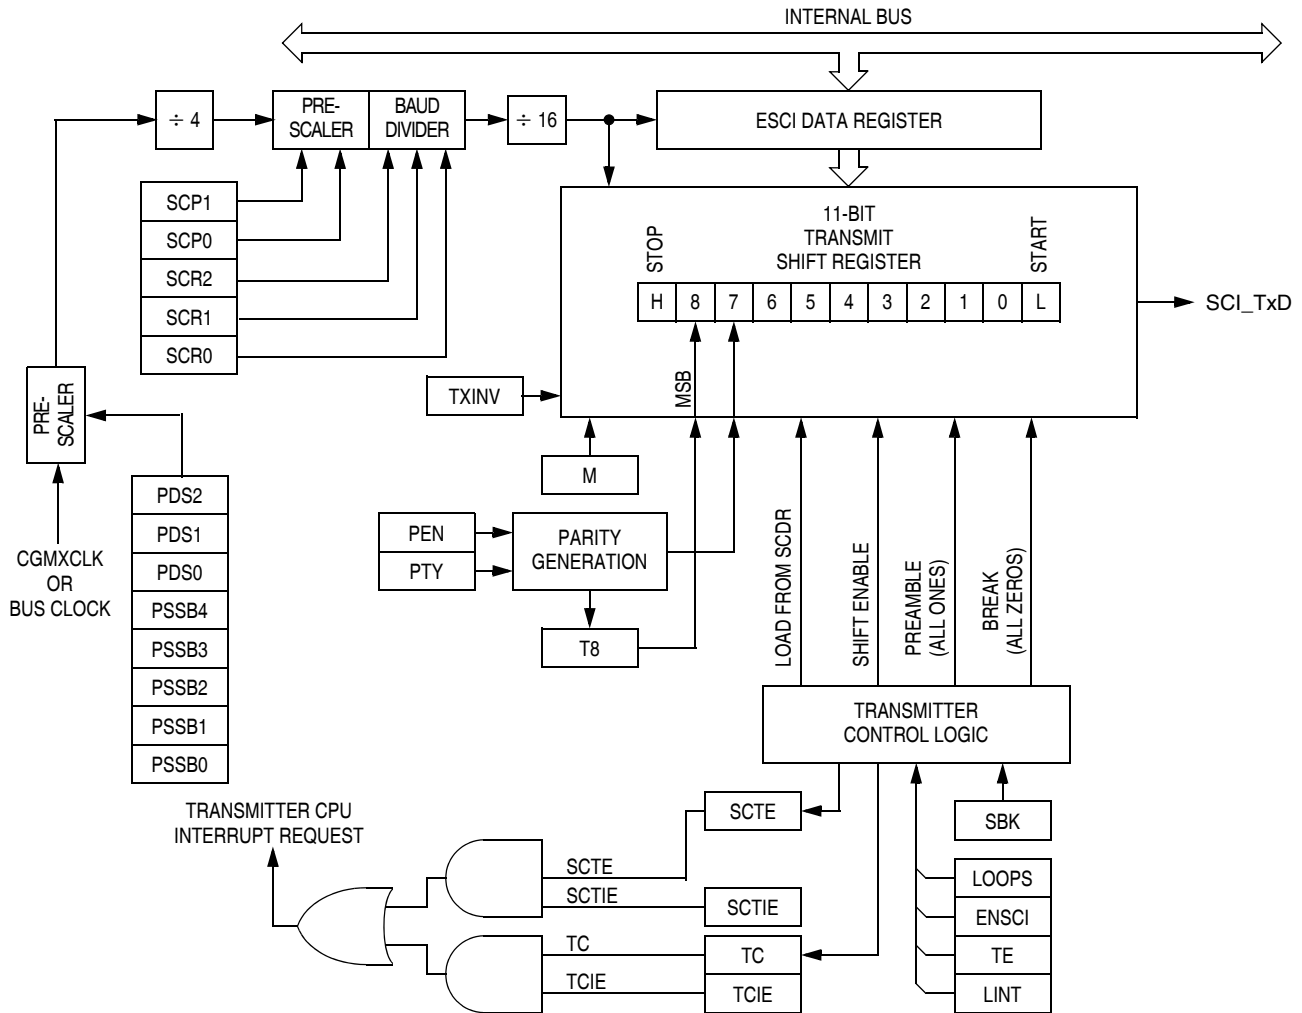 INTERNAL BUS
÷ 4
PRE-
SCALER
BAUD
DIVIDER
÷ 16
ESCI DATA REGISTER
SCP1
SCP0
SCR2
SCR1
SCR0
11-BIT
TRANSMIT
SHIFT REGISTER
STOP
START
H 8 7 6 5 4 3 2 1 0 L
SCI_TxD
PRE-
SCALER
TXINV
MSB
M
CGMXCLK
OR
BUS CLOCK
PDS2
PDS1
PDS0
PSSB4
PSSB3
PSSB2
PSSB1
PSSB0
PEN
PTY
PARITY
GENERATION
T8
LOAD FROM SCDR
SHIFT ENABLE
PREAMBLE
(ALL ONES)
BREAK
(ALL ZEROS)
TRANSMITTER
CONTROL LOGIC
TRANSMITTER CPU
INTERRUPT REQUEST
SCTE
SBK
SCTE
SCTIE
SCTIE
TC
TC
TCIE
TCIE
LOOPS
ENSCI
TE
LINT